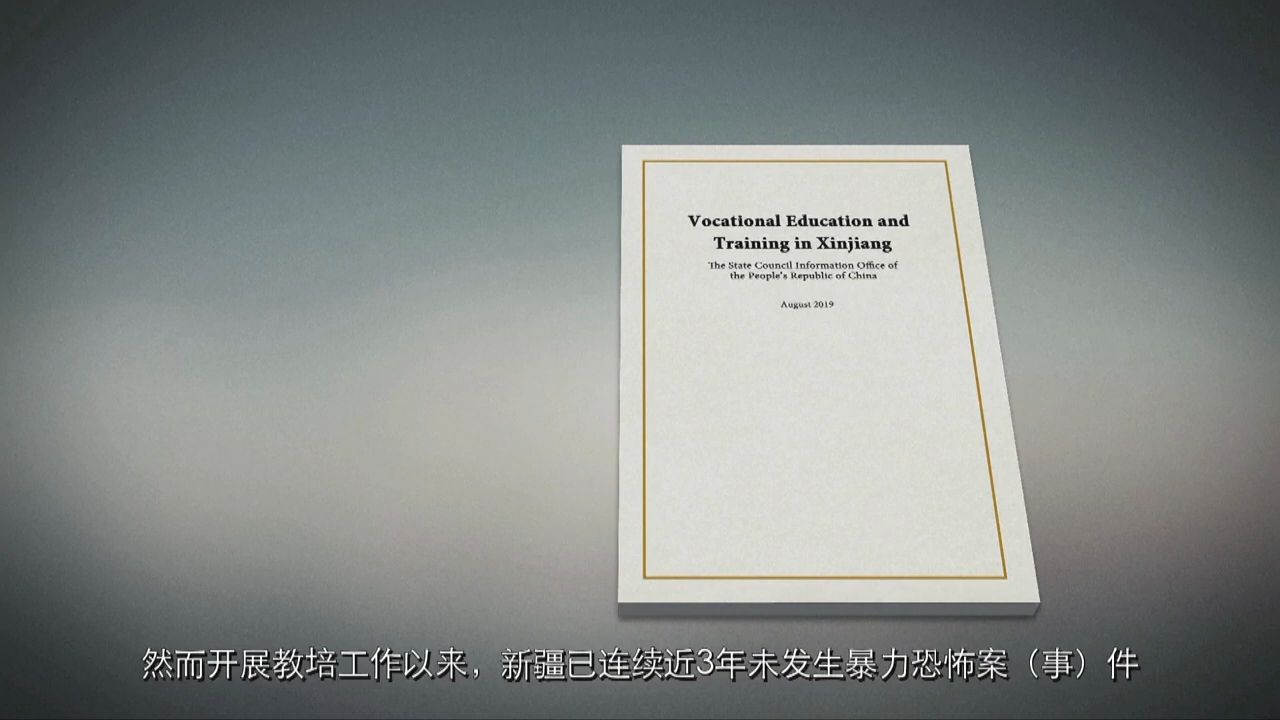 Vocational Education and
Training in Xinjiang
The State Council Information Office of
the People's Republic of China
August 2019
然而开展教培工作以来，新疆已连续近3年未发生暴力恐怖案（事）件